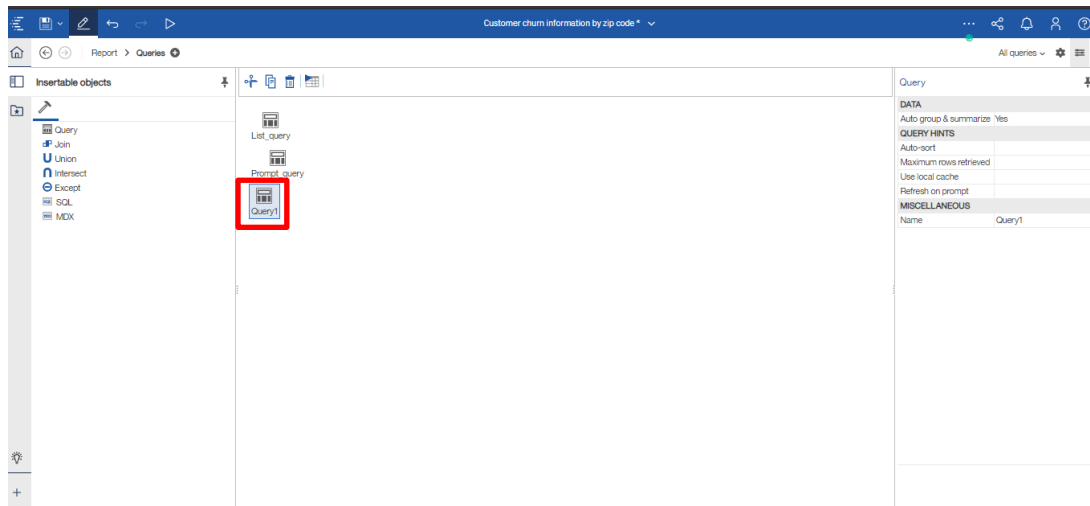 Customer churn information by zip code *
Report > Queries
All queries
Insertable objects
Query
Join
Union
Intersect
Except
SQL
MDX
List_query
Prompt_query
Query1
Query
DATA
Auto group & summarize Yes
QUERY HINTS
Auto-sort
Maximum rows retrieved
Use local cache
Refresh on prompt
MISCELLANEOUS
Name Query1